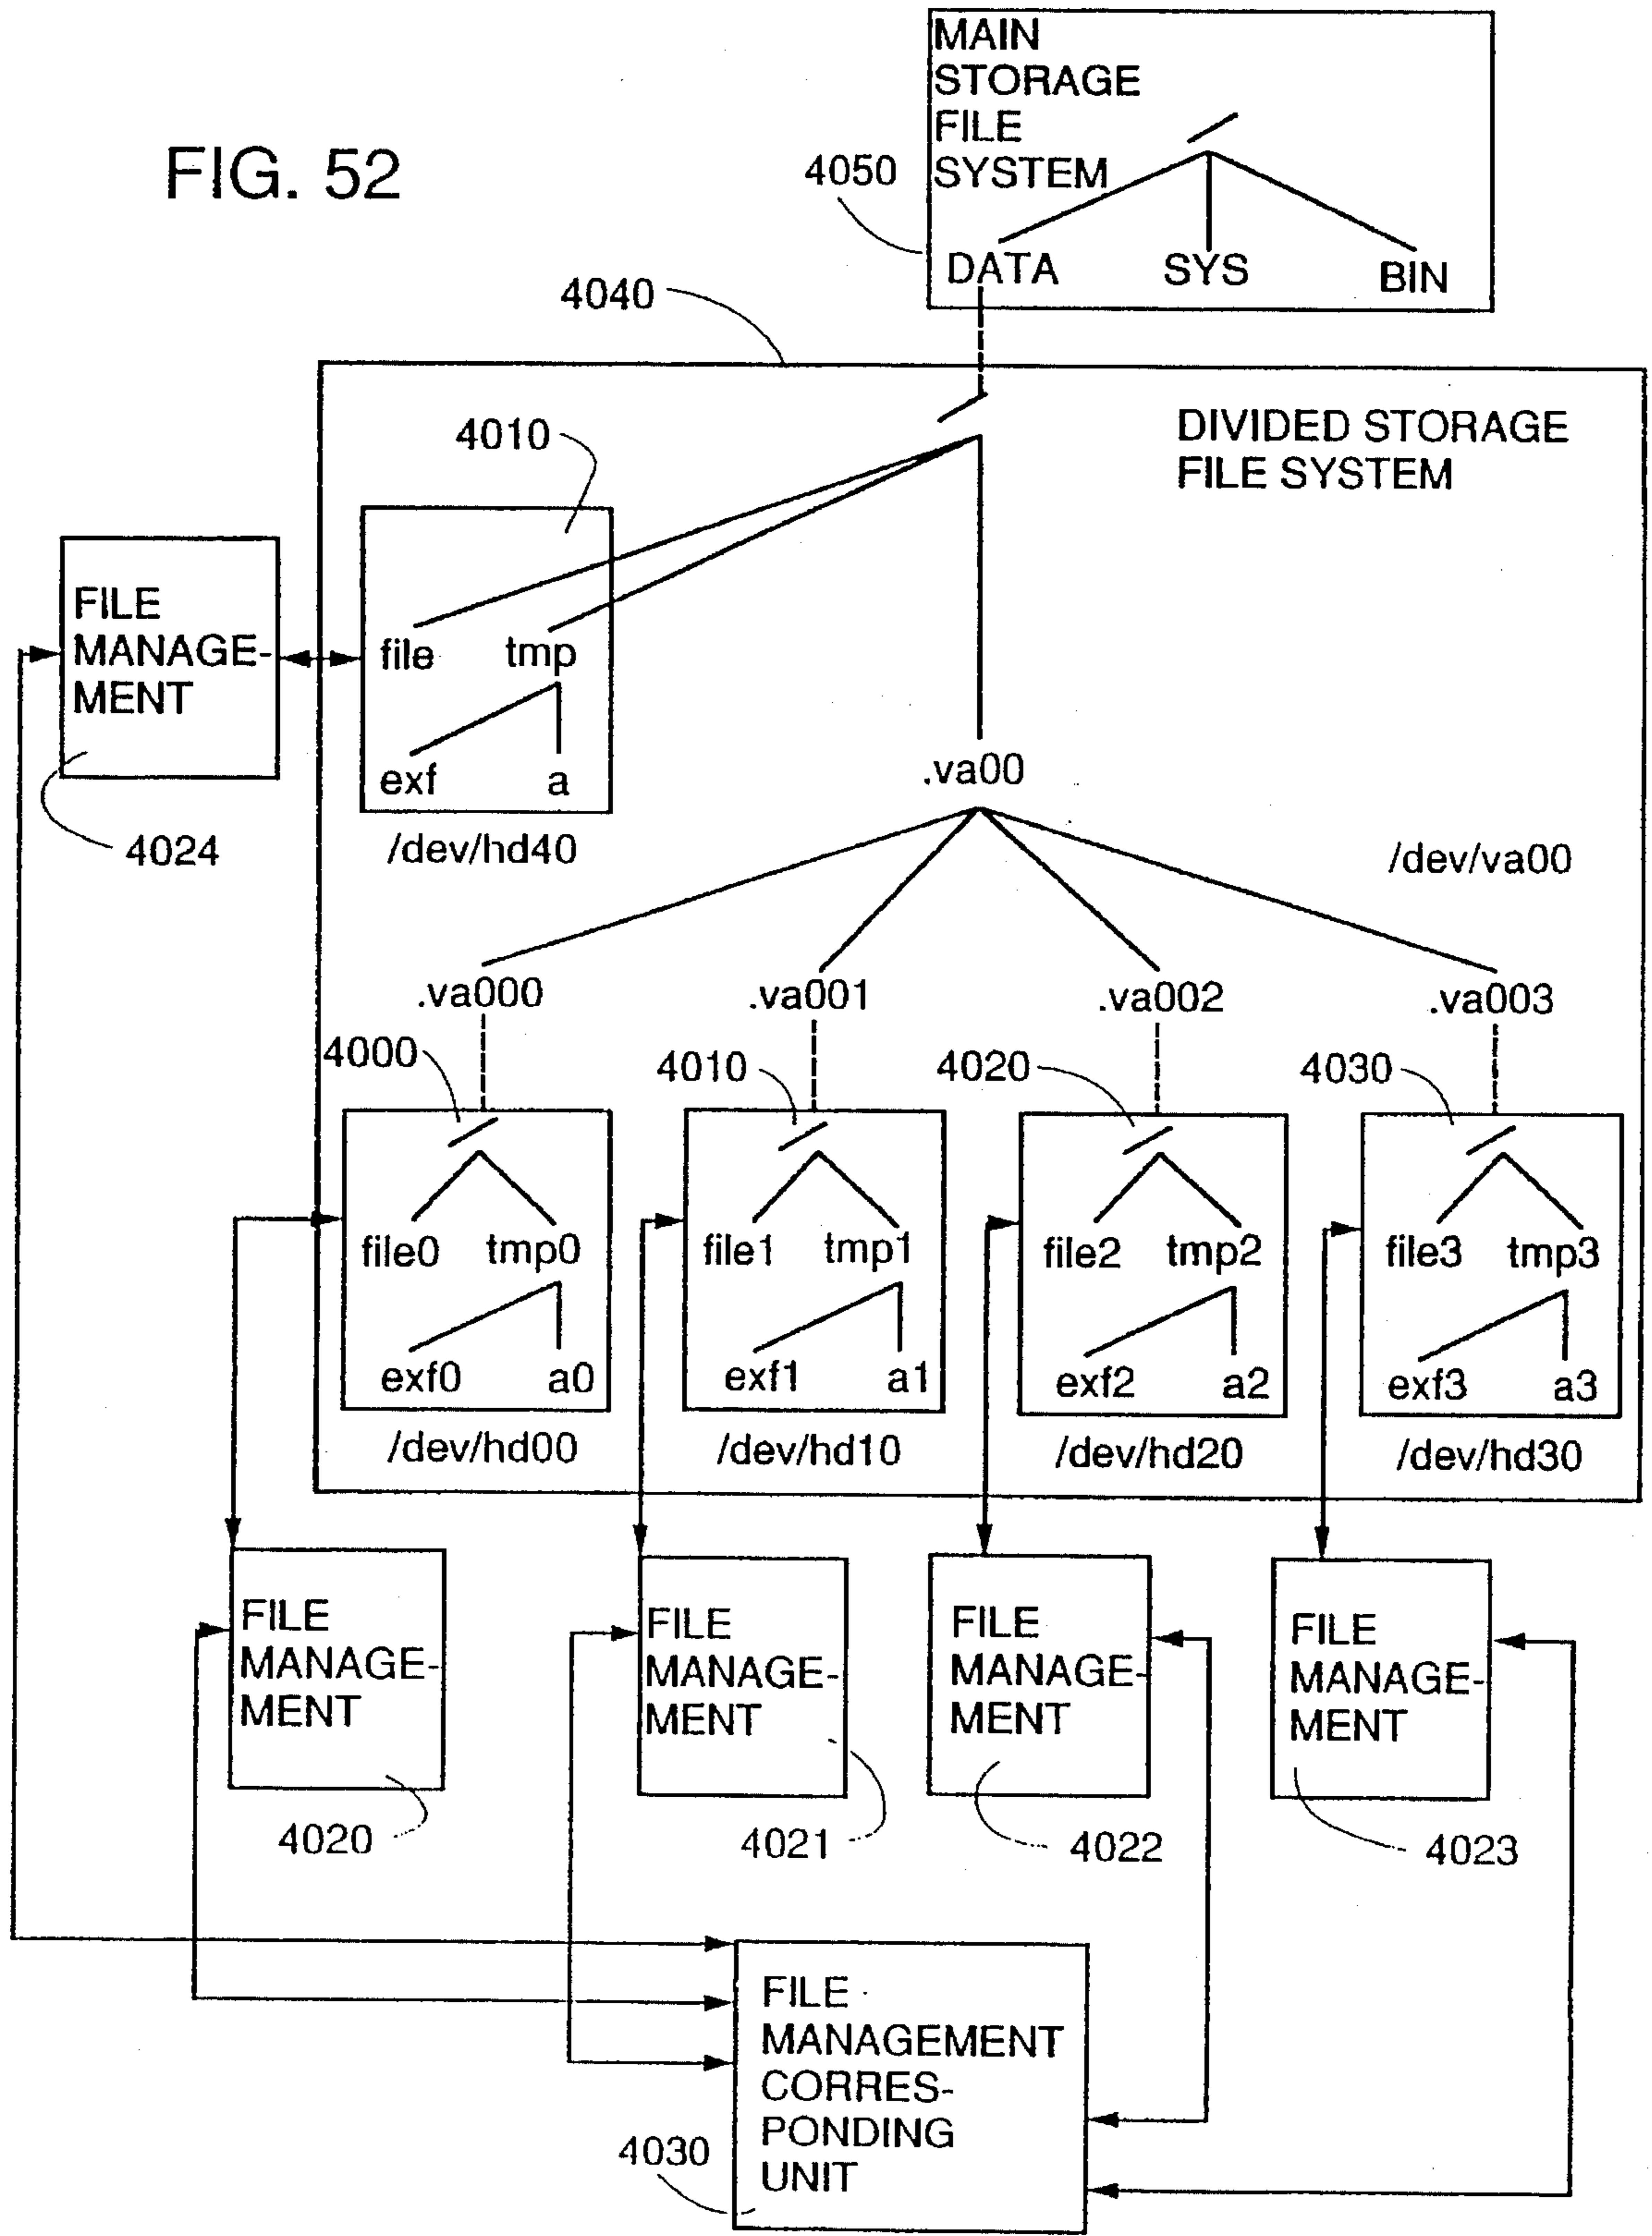 FIG. 52
MAIN
STORAGE
FILE
SYSTEM
/
4050
DATA SYS BIN
4040
/
DIVIDED STORAGE
FILE SYSTEM
4010
file tmp
exf a
/dev/hd40
FILE
MANAGE-
MENT
4024
.va00
/dev/va00
.va000 .va001 .va002 .va003
4000 4010 4020 4030
/ / / /
file0 tmp0 file1 tmp1 file2 tmp2 file3 tmp3
exf0 a0 exf1 a1 exf2 a2 exf3 a3
/dev/hd00 /dev/hd10 /dev/hd20 /dev/hd30
FILE
MANAGE-
MENT
4020
FILE
MANAGE-
MENT
4021
FILE
MANAGE-
MENT
4022
FILE
MANAGE-
MENT
4023
FILE
MANAGEMENT
CORRES-
PONDING
UNIT
4030